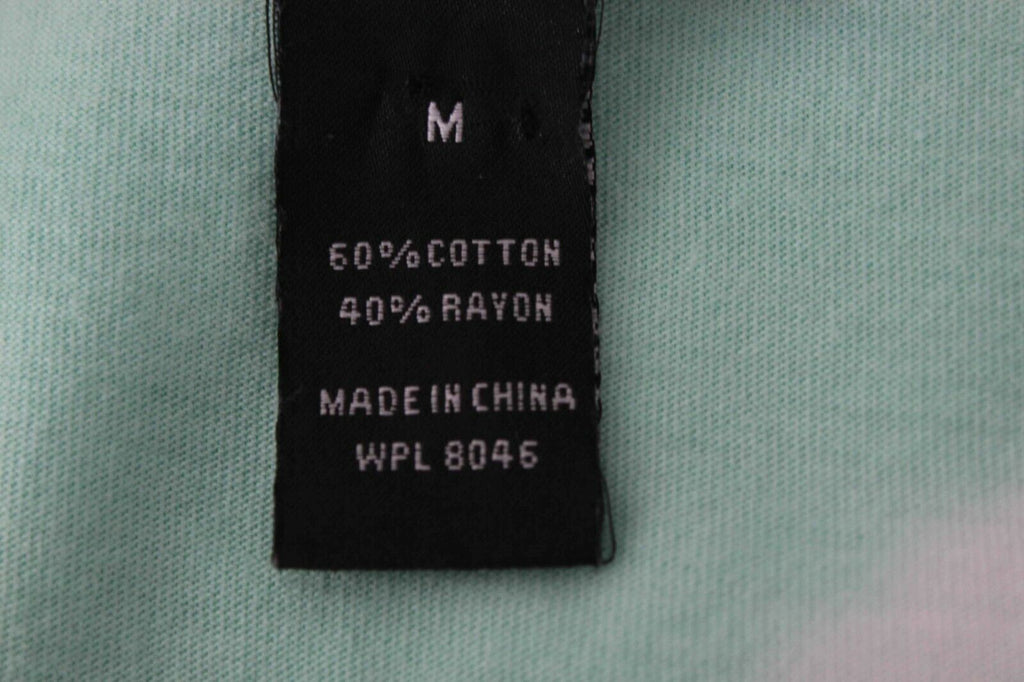 M
60% COTTON
40% RAYON
MADE IN CHINA
WPL 8046